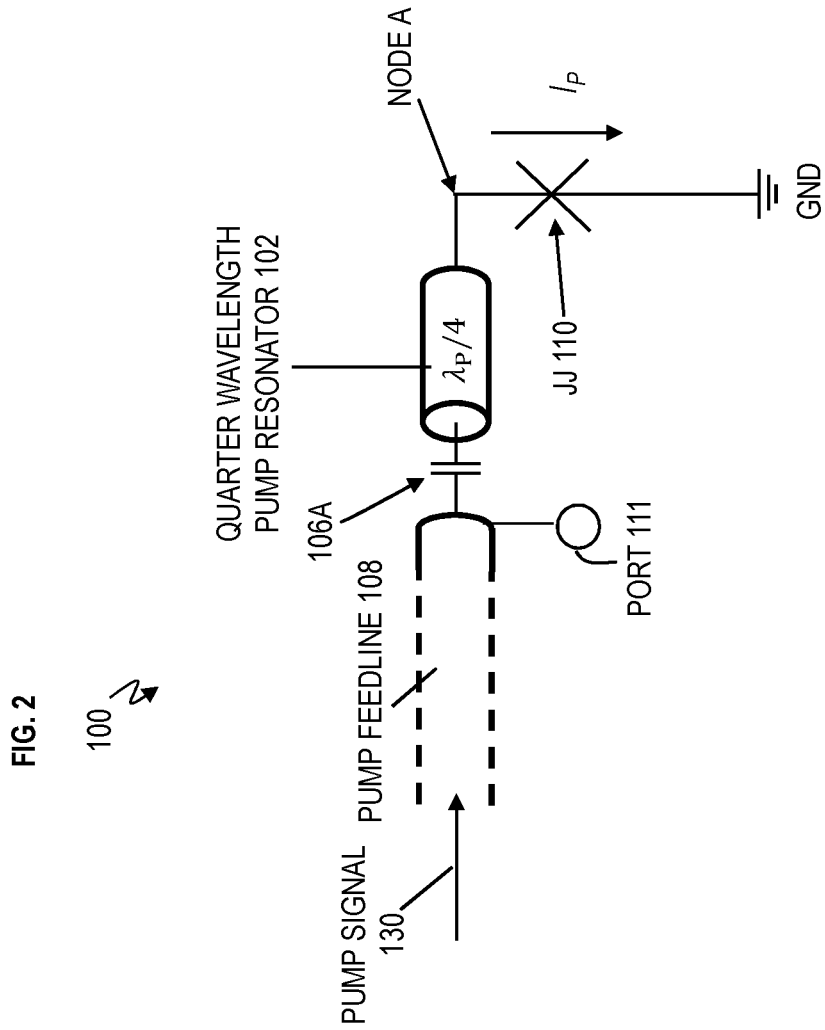 FIG. 2
100
QUARTER WAVELENGTH
PUMP RESONATOR 102
NODE A
106A
PUMP FEEDLINE 108
PUMP SIGNAL
130
λP/4
IP
JJ 110
PORT 111
GND